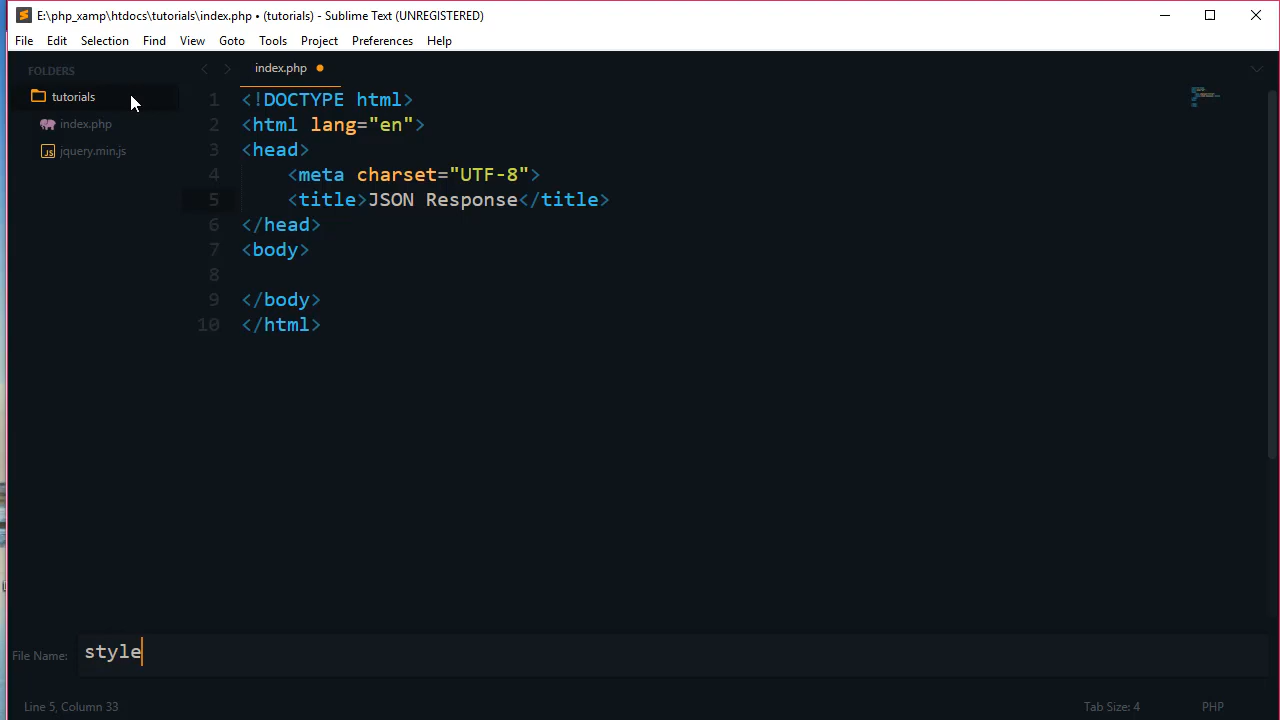 E:\php_xamp\htdocs\tutorials\index.php • (tutorials) - Sublime Text (UNREGISTERED)
File Edit Selection Find View Goto Tools Project Preferences Help
FOLDERS
tutorials
index.php
JS jquery.min.js
index.php
1 <!DOCTYPE html>
2 <html lang="en">
3 <head>
4 <meta charset="UTF-8">
5 <title>JSON Response</title>
6 </head>
7 <body>
8
9 </body>
10 </html>
File Name: style
Line 5, Column 33 Tab Size: 4 PHP